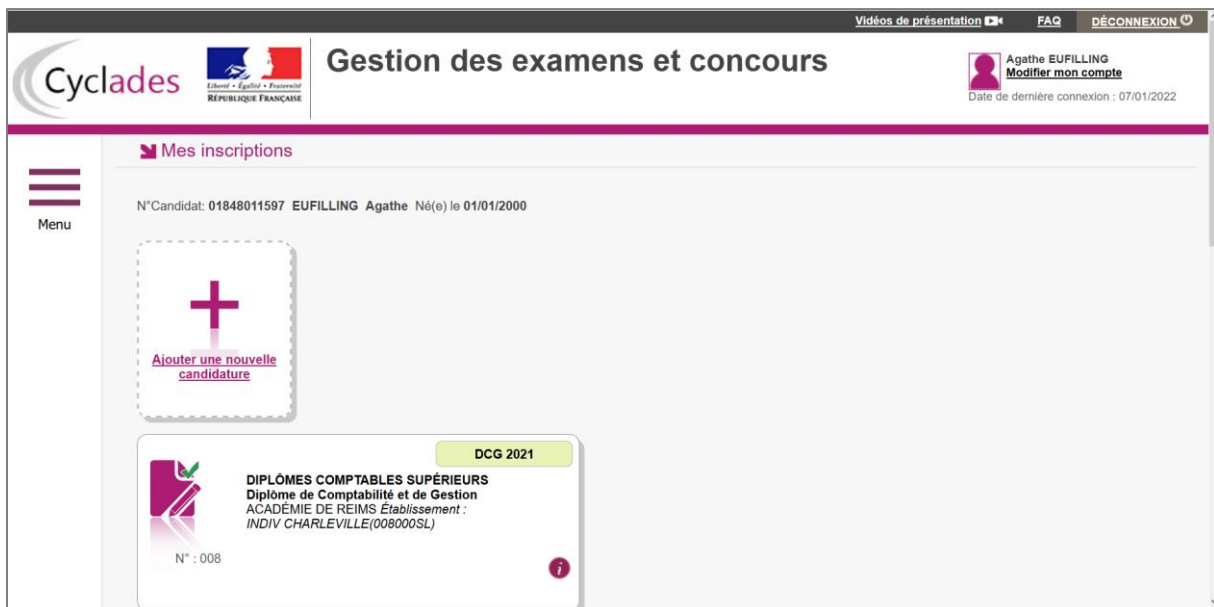 Vidéos de présentation FAQ DÉCONNEXION
Cyclades
Liberté • Égalité • Fraternité
RÉPUBLIQUE FRANÇAISE
Gestion des examens et concours
Agathe EUFILLING
Modifier mon compte
Date de dernière connexion : 07/01/2022
Menu
Mes inscriptions
N°Candidat: 01848011597 EUFILLING Agathe Né(e) le 01/01/2000
Ajouter une nouvelle
candidature
DCG 2021
DIPLÔMES COMPTABLES SUPÉRIEURS
Diplôme de Comptabilité et de Gestion
ACADÉMIE DE REIMS Établissement :
INDIV CHARLEVILLE(008000SL)
N° : 008
i